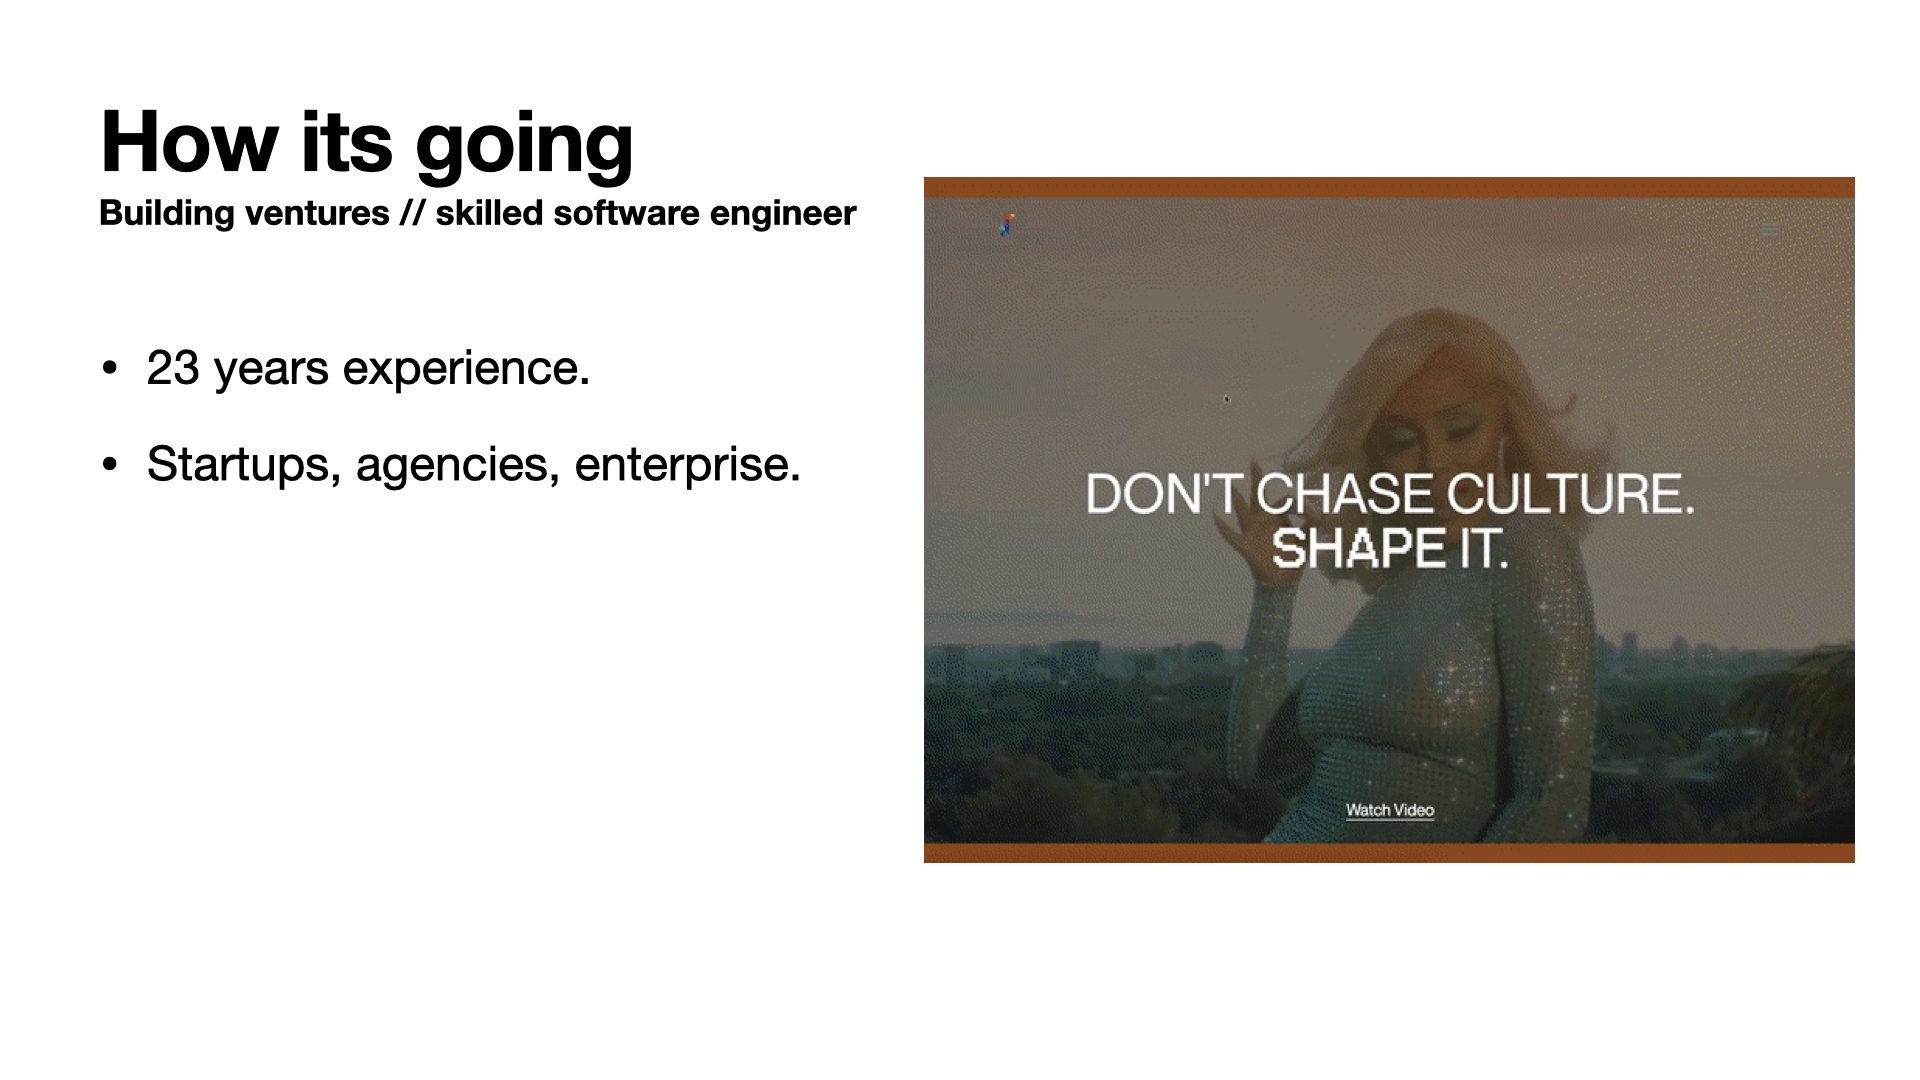 How its going
Building ventures // skilled software engineer
• 23 years experience.
• Startups, agencies, enterprise.
DON'T CHASE CULTURE.
SHAPE IT.
Watch Video